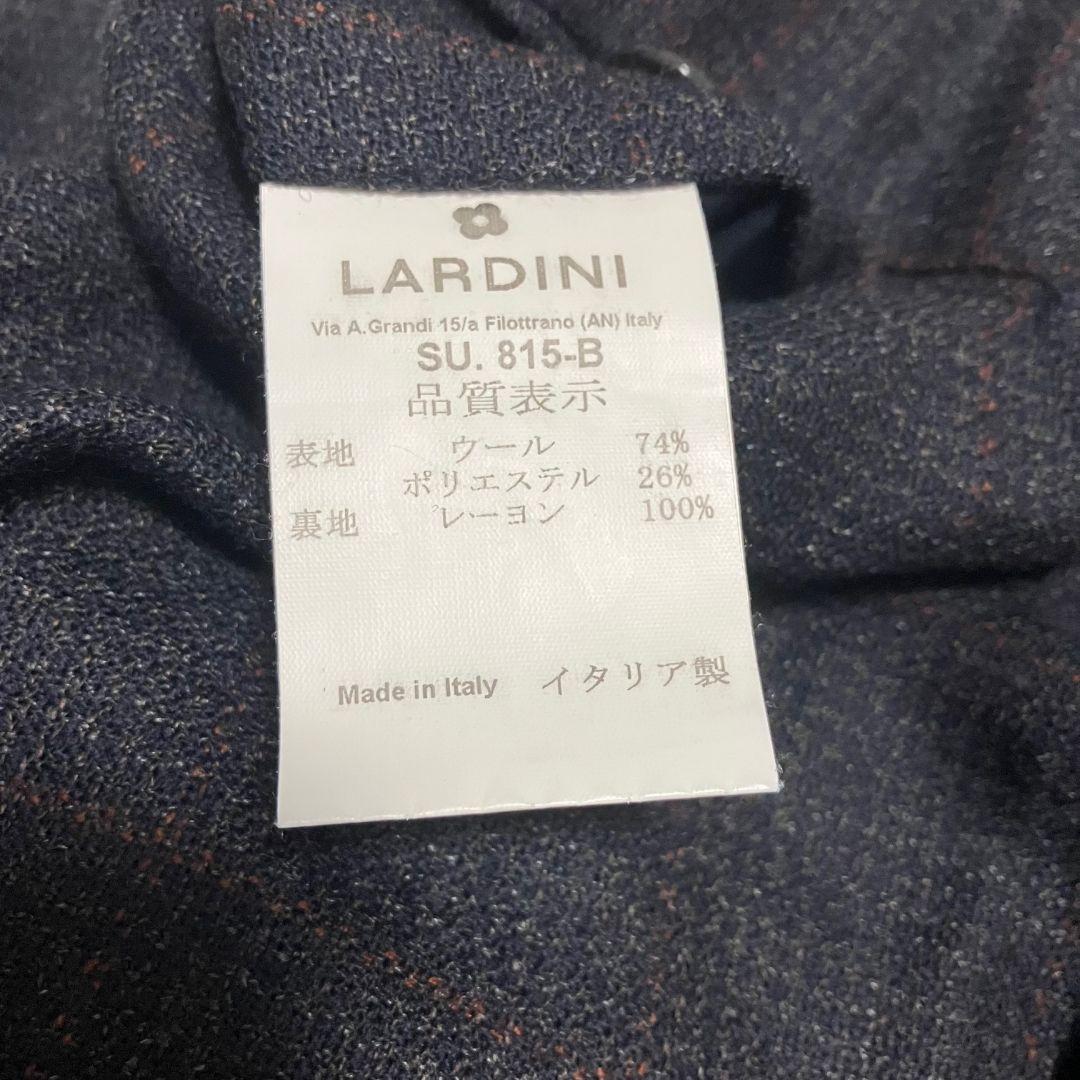 LARDINI
Via A.Grandi 15/a Filottrano (AN) Italy
SU. 815-B
品質表示
表地 ウール 74%
ポリエステル 26%
裏地 レーヨン 100%
Made in Italy イタリア製